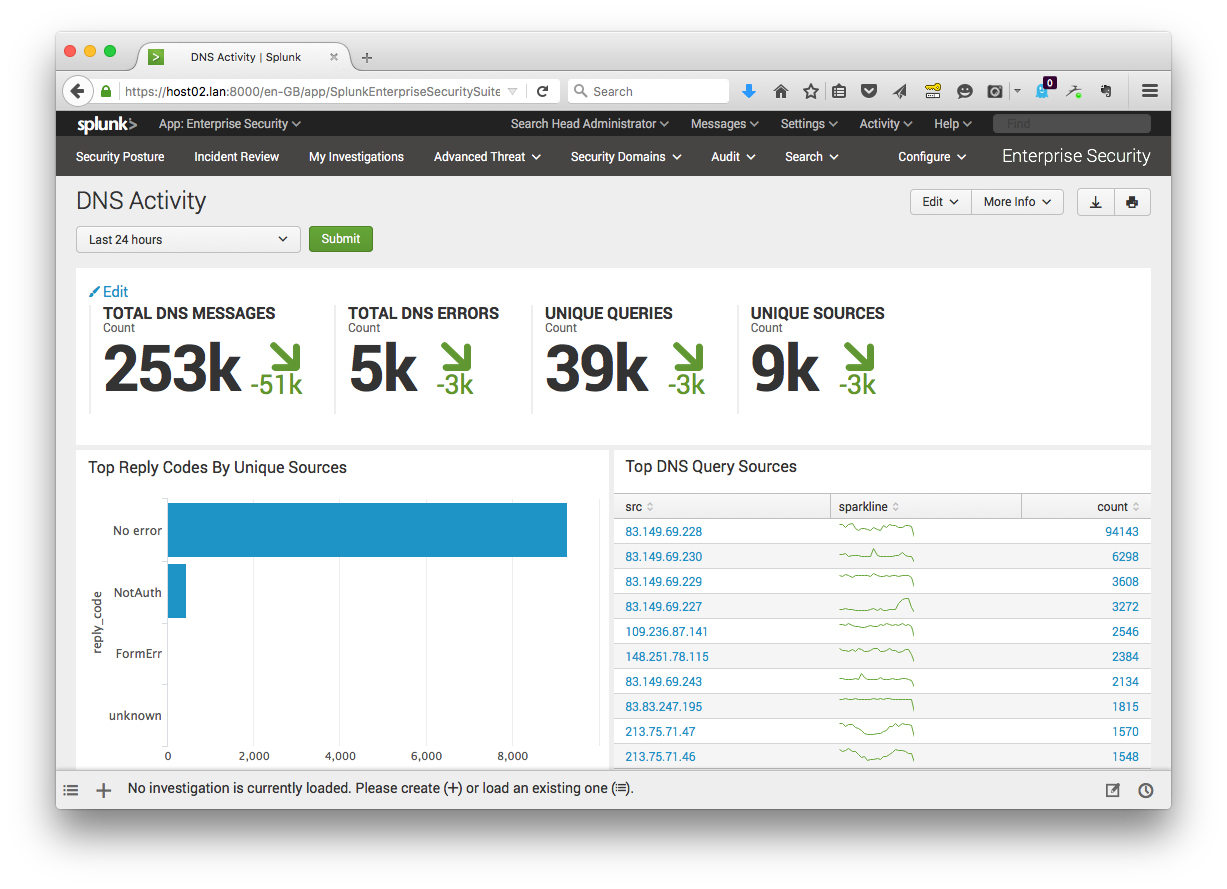 DNS Activity | Splunk
https://host02.lan:8000/en-GB/app/SplunkEnterpriseSecuritySuite
Search
0
splunk> App: Enterprise Security Search Head Administrator Messages Settings Activity Help Find
Security Posture Incident Review My Investigations Advanced Threat Security Domains Audit Search Configure Enterprise Security
DNS Activity
Edit More Info
Last 24 hours Submit
Edit
TOTAL DNS MESSAGES
Count
253k -51k
TOTAL DNS ERRORS
Count
5k -3k
UNIQUE QUERIES
Count
39k -3k
UNIQUE SOURCES
Count
9k -3k
Top Reply Codes By Unique Sources
reply_code
No error
NotAuth
FormErr
unknown
0 2,000 4,000 6,000 8,000
Top DNS Query Sources
src sparkline count
83.149.69.228 94143
83.149.69.230 6298
83.149.69.229 3608
83.149.69.227 3272
109.236.87.141 2546
148.251.78.115 2384
83.149.69.243 2134
83.83.247.195 1815
213.75.71.47 1570
213.75.71.46 1548
No investigation is currently loaded. Please create (+) or load an existing one (≔).